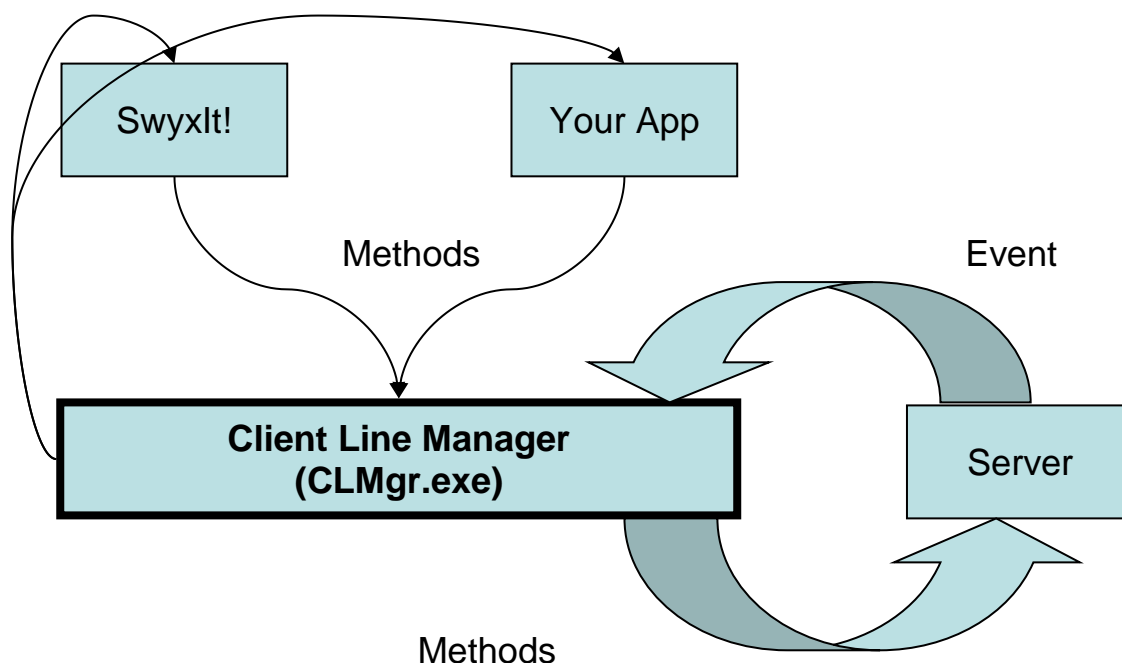 SwyxIt!
Your App
Methods
Event
Client Line Manager
(CLMgr.exe)
Server
Methods